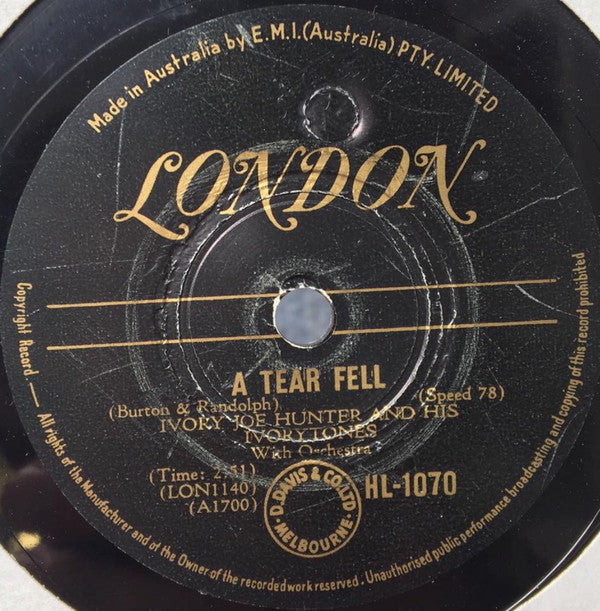 Made in Australia by E.M.I.(Australia) PTY LIMITED
LONDON
A TEAR FELL
(Burton & Randolph) (Speed 78)
IVORY JOE HUNTER AND HIS
IVORYTONES
With Orchestra
(Time: 2.51)
(LON1140)
(A1700)
HL-1070
D. DAVIS & CO. LTD
MELBOURNE
Copyright Record. — All rights of the Manufacturer and of the Owner of the recorded work reserved. Unauthorised public performance broadcasting and copying of this record prohibited